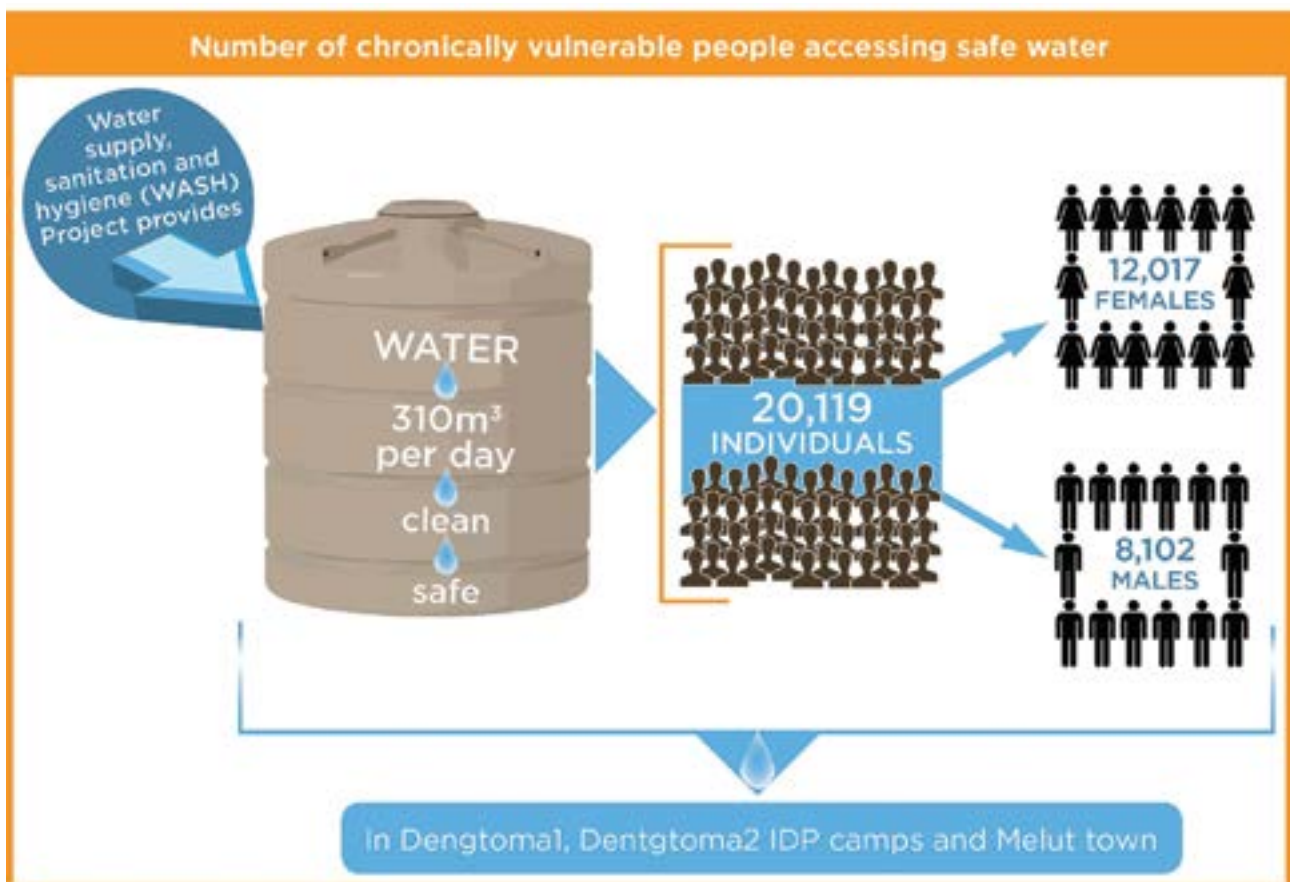 Number of chronically vulnerable people accessing safe water
Water
supply,
sanitation and
hygiene (WASH)
Project provides
WATER
310m³
per day
clean
safe
20,119
INDIVIDUALS
12,017
FEMALES
8,102
MALES
In Dengtoma1, Dentgtoma2 IDP camps and Melut town